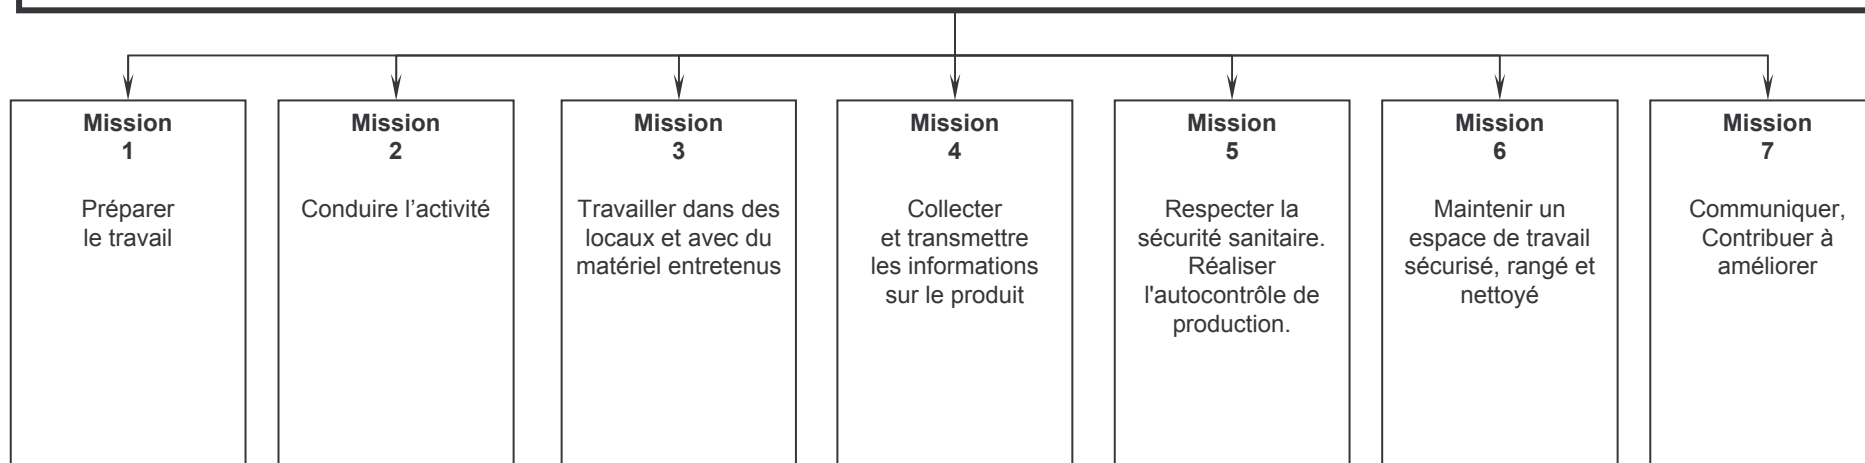 Mission
1
Préparer
le travail
Mission
2
Conduire l’activité
Mission
3
Travailler dans des
locaux et avec du
matériel entretenus
Mission
4
Collecter
et transmettre
les informations
sur le produit
Mission
5
Respecter la
sécurité sanitaire.
Réaliser
l'autocontrôle de
production.
Mission
6
Maintenir un
espace de travail
sécurisé, rangé et
nettoyé
Mission
7
Communiquer,
Contribuer à
améliorer